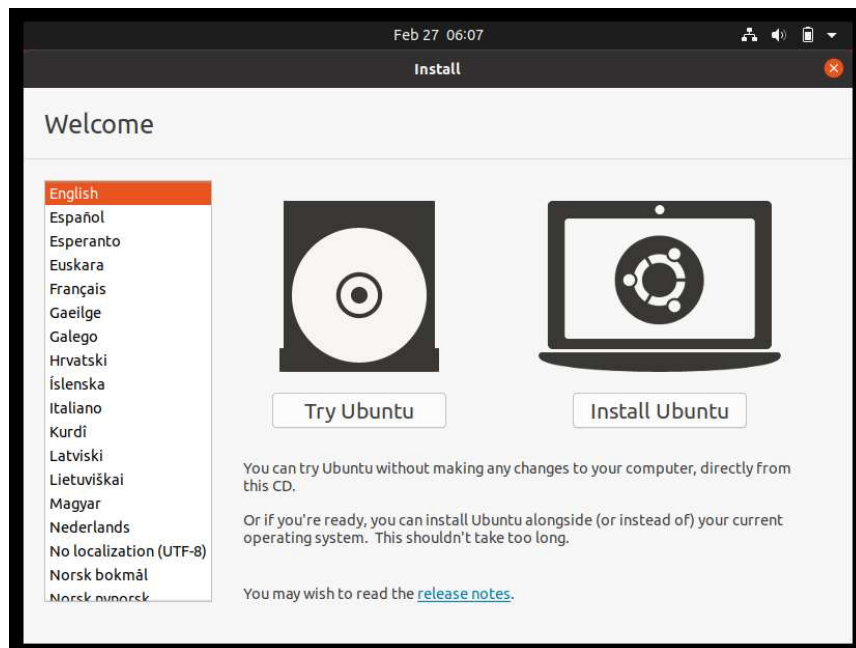 Feb 27 06:07
Install
Welcome
English
Español
Esperanto
Euskara
Français
Gaeilge
Galego
Hrvatski
Íslenska
Italiano
Kurdî
Latviski
Lietuviškai
Magyar
Nederlands
No localization (UTF-8)
Norsk bokmål
Norsk nynorsk
Try Ubuntu
Install Ubuntu
You can try Ubuntu without making any changes to your computer, directly from
this CD.
Or if you're ready, you can install Ubuntu alongside (or instead of) your current
operating system. This shouldn't take too long.
You may wish to read the release notes.